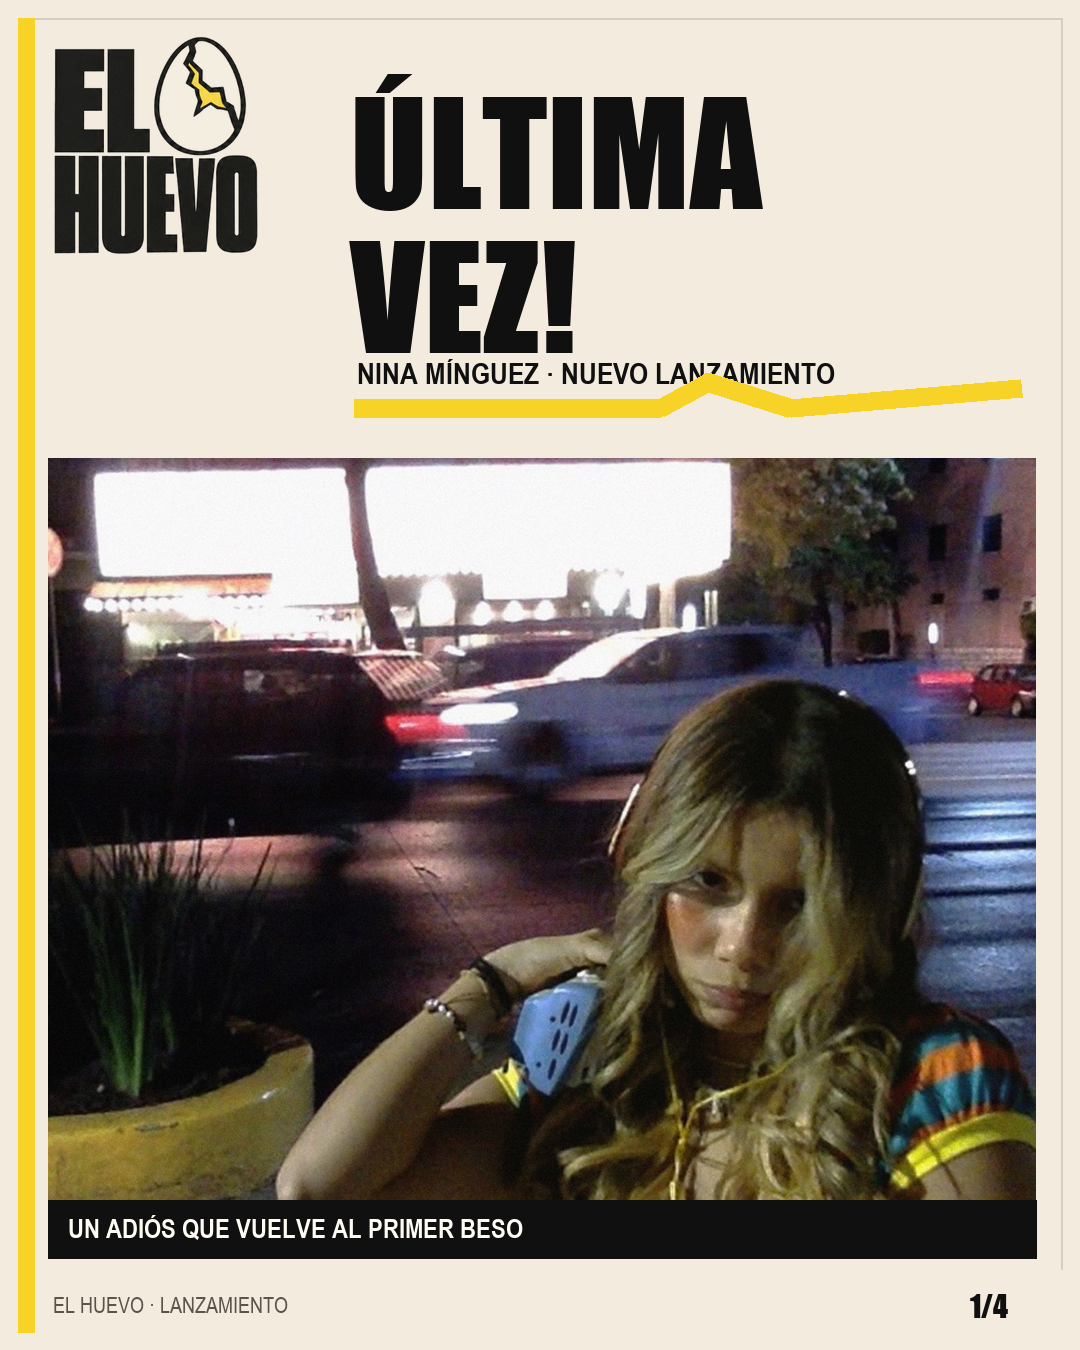 EL
HUEVO
ÚLTIMA
VEZ!
NINA MÍNGUEZ · NUEVO LANZAMIENTO
UN ADIÓS QUE VUELVE AL PRIMER BESO
EL HUEVO · LANZAMIENTO
1/4